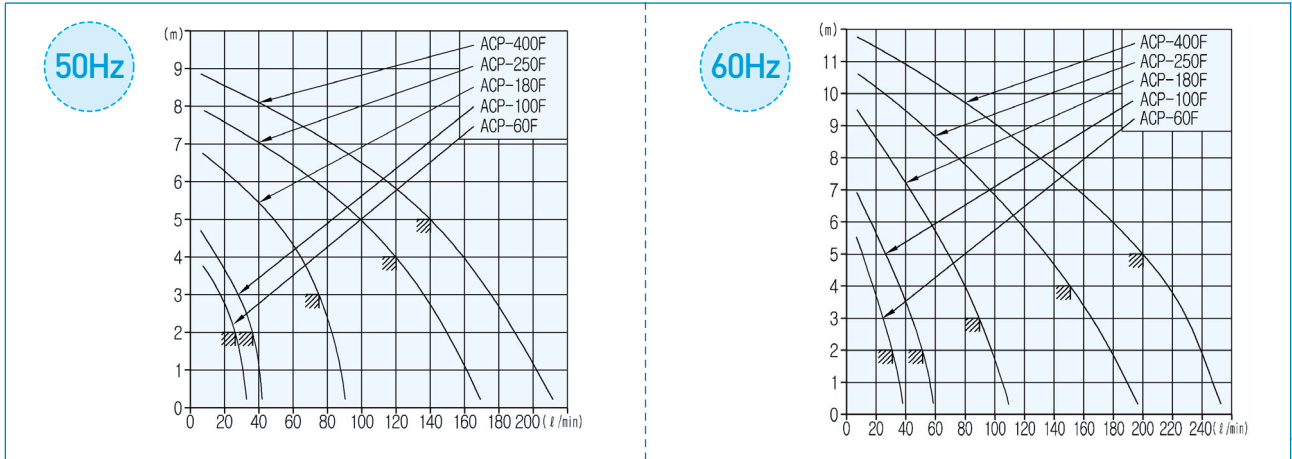 50Hz
(m)
9
8
7
6
5
4
3
2
1
0
0 20 40 60 80 100 120 140 160 180 200 (ℓ/min)
ACP-400F
ACP-250F
ACP-180F
ACP-100F
ACP-60F
60Hz
(m)
11
10
9
8
7
6
5
4
3
2
1
0
0 20 40 60 80 100 120 140 160 180 200 220 240 (ℓ/min)
ACP-400F
ACP-250F
ACP-180F
ACP-100F
ACP-60F